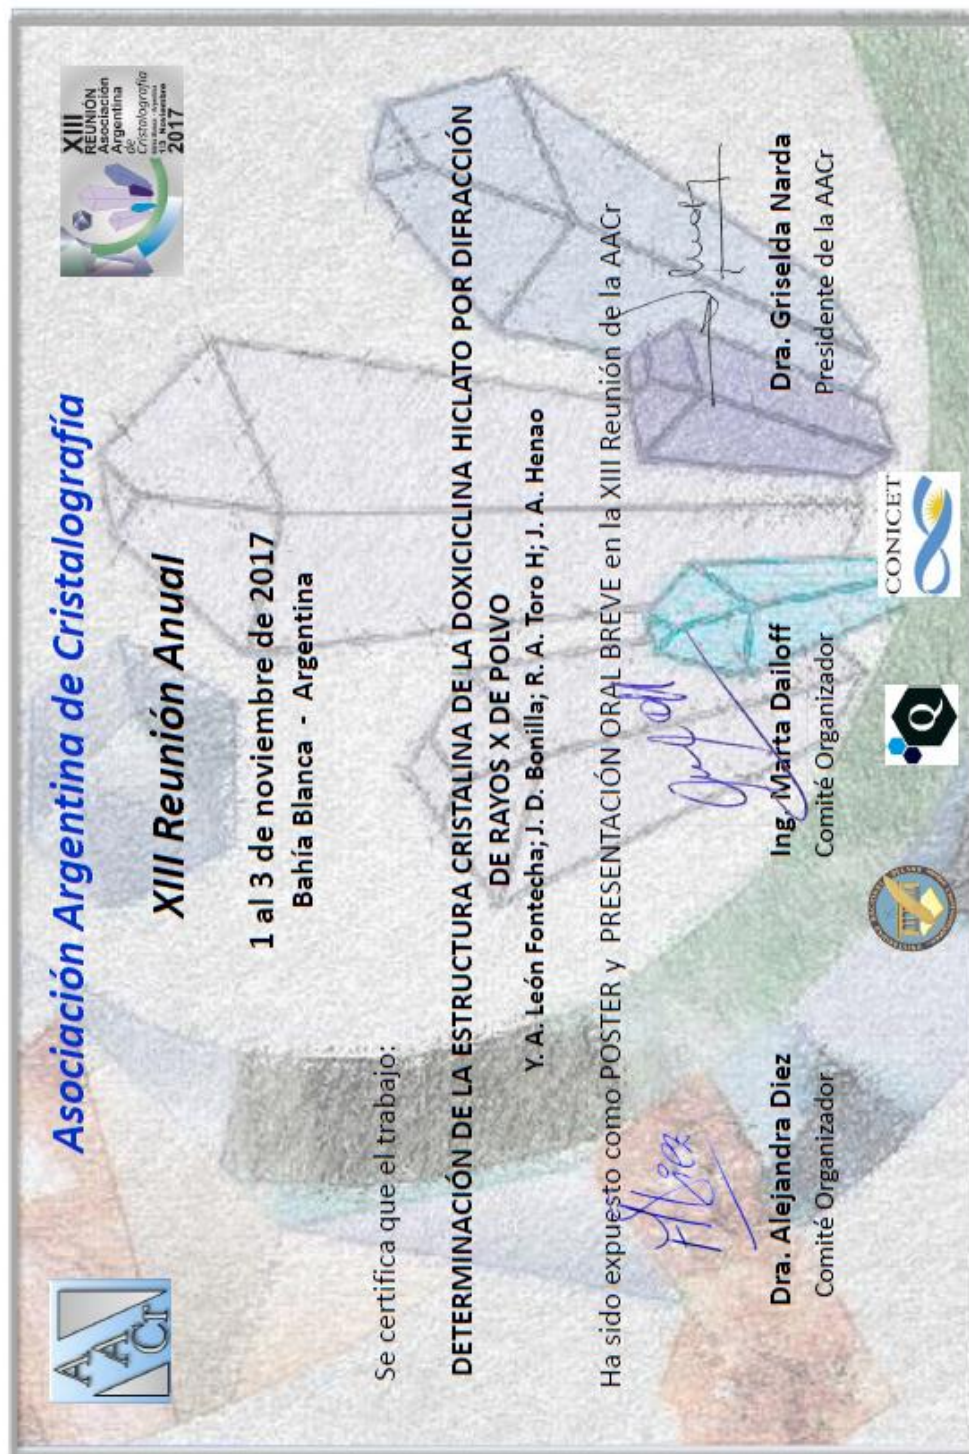 AACr
Asociación Argentina de Cristalografía
XIII
REUNIÓN
Asociación
Argentina
de
Cristalografía
2017
XIII Reunión Anual
1 al 3 de noviembre de 2017
Bahía Blanca - Argentina
Se certifica que el trabajo:
DETERMINACIÓN DE LA ESTRUCTURA CRISTALINA DE LA DOXICICLINA HICLATO POR DIFRACCIÓN
DE RAYOS X DE POLVO
Y. A. León Fontecha; J. D. Bonilla; R. A. Toro H; J. A. Henao
Ha sido expuesto como POSTER y PRESENTACIÓN ORAL BREVE en la XIII Reunión de la AACr
Dra. Alejandra Diez
Comité Organizador
Ing. Marta Dailoff
Comité Organizador
Dra. Griselda Narda
Presidente de la AACr
Q
CONICET